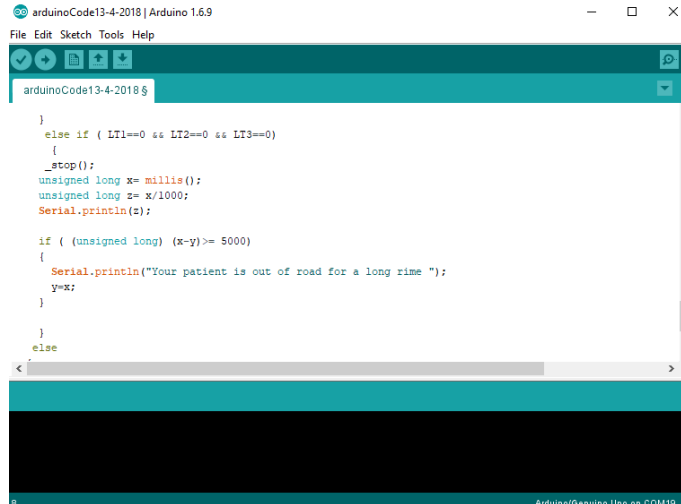 arduinoCode13-4-2018 | Arduino 1.6.9
File Edit Sketch Tools Help
arduinoCode13-4-2018 §
}
else if ( LT1==0 && LT2==0 && LT3==0)
{
_stop();
unsigned long x= millis();
unsigned long z= x/1000;
Serial.println(z);
if ( (unsigned long) (x-y)>= 5000)
{
Serial.println("Your patient is out of road for a long rime ");
y=x;
}
}
else
8 Arduino/Genuino Uno on COM19